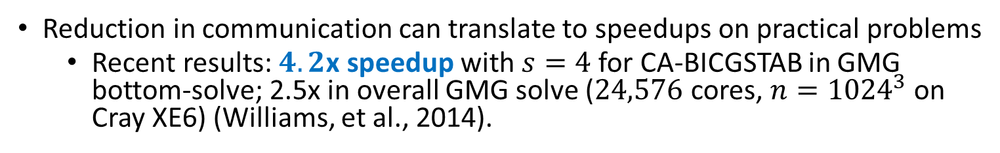 • Reduction in communication can translate to speedups on practical problems
• Recent results: 4.2x speedup with s = 4 for CA-BICGSTAB in GMG
bottom-solve; 2.5x in overall GMG solve (24,576 cores, n = 1024³ on
Cray XE6) (Williams, et al., 2014).